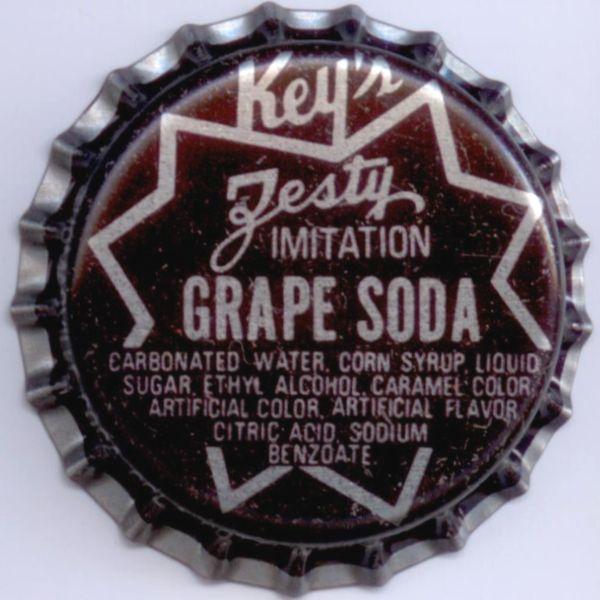 Key's
Zesty
IMITATION
GRAPE SODA
CARBONATED WATER, CORN SYRUP, LIQUID
SUGAR, ETHYL ALCOHOL, CARAMEL COLOR,
ARTIFICIAL COLOR, ARTIFICIAL FLAVOR,
CITRIC ACID, SODIUM
BENZOATE